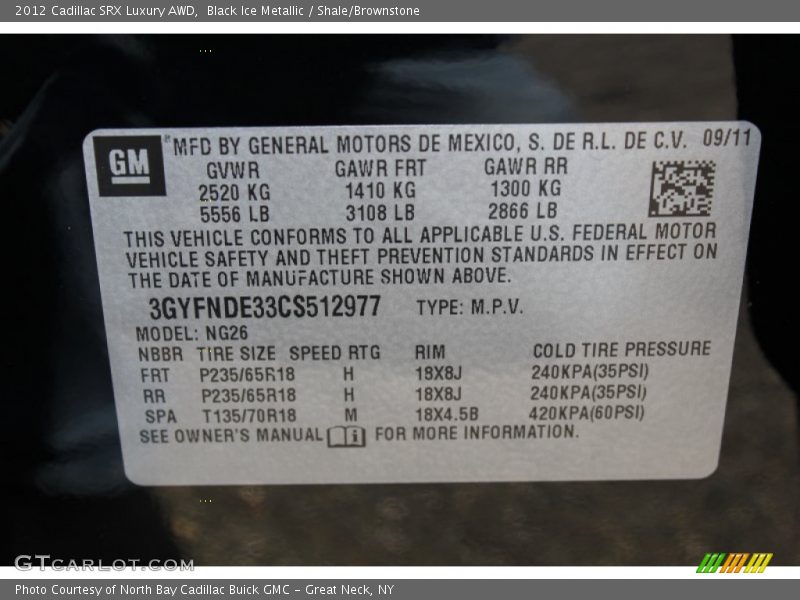 2012 Cadillac SRX Luxury AWD, Black Ice Metallic / Shale/Brownstone
GM
MFD BY GENERAL MOTORS DE MEXICO, S. DE R.L. DE C.V. 09/11
GVWR GAWR FRT GAWR RR
2520 KG 1410 KG 1300 KG
5556 LB 3108 LB 2866 LB
THIS VEHICLE CONFORMS TO ALL APPLICABLE U.S. FEDERAL MOTOR
VEHICLE SAFETY AND THEFT PREVENTION STANDARDS IN EFFECT ON
THE DATE OF MANUFACTURE SHOWN ABOVE.
3GYFNDE33CS512977 TYPE: M.P.V.
MODEL: NG26
NBBR TIRE SIZE SPEED RTG RIM COLD TIRE PRESSURE
FRT P235/65R18 H 18X8J 240KPA(35PSI)
RR P235/65R18 H 18X8J 240KPA(35PSI)
SPA T135/70R18 M 18X4.5B 420KPA(60PSI)
SEE OWNER'S MANUAL i FOR MORE INFORMATION.
GTCARLOT.COM
Photo Courtesy of North Bay Cadillac Buick GMC - Great Neck, NY